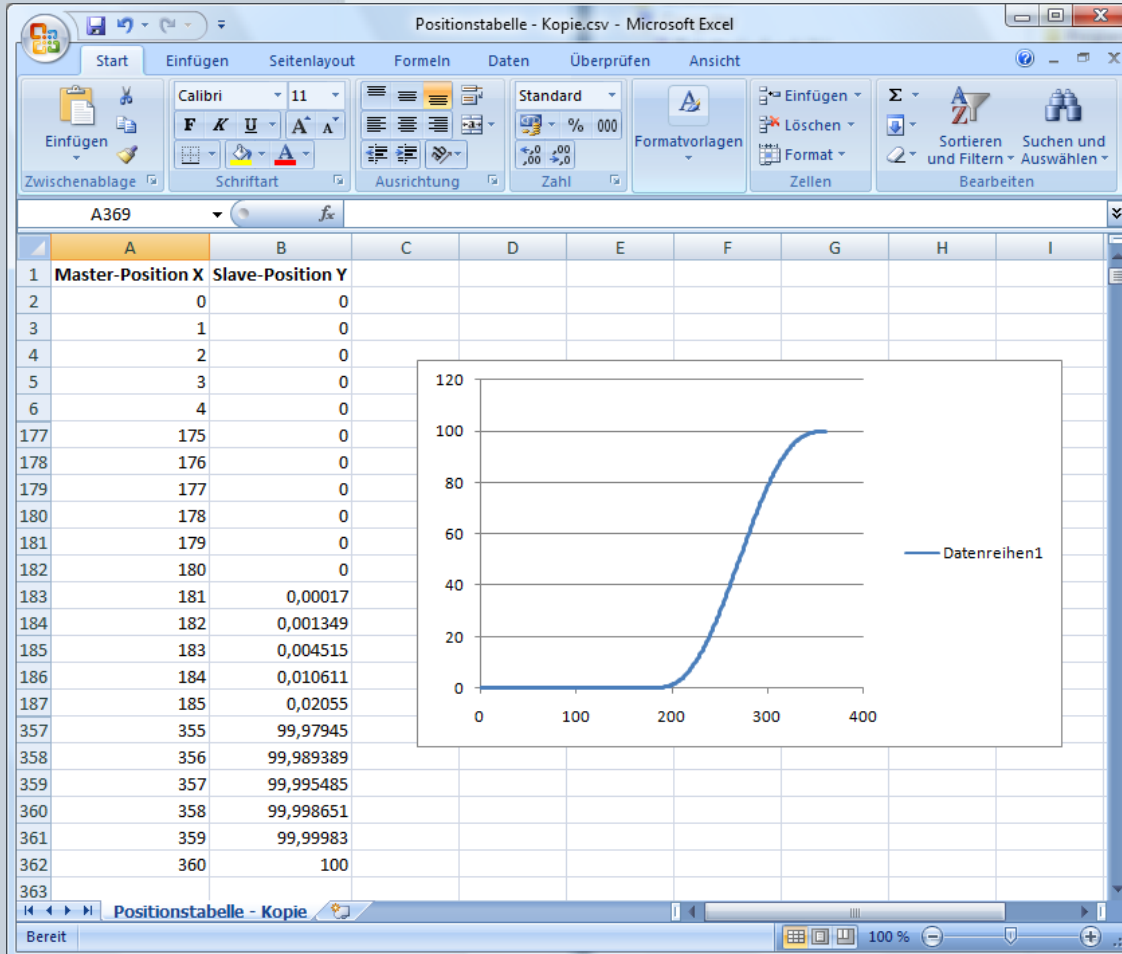 Positionstabelle - Kopie.csv - Microsoft Excel
Start Einfügen Seitenlayout Formeln Daten Überprüfen Ansicht
Calibri 11 Standard Einfügen Σ
Einfügen F K U A A % 000 Formatvorlagen Löschen Sortieren und Filtern Suchen und Auswählen
A ,00 ,0 ,00 Format
Zwischenablage Schriftart Ausrichtung Zahl Zellen Bearbeiten
A369 fx
A B C D E F G H I
1 Master-Position X Slave-Position Y
2 0 0
3 1 0
4 2 0
5 3 0
6 4 0
177 175 0
178 176 0
179 177 0
180 178 0
181 179 0
182 180 0
183 181 0,00017
184 182 0,001349
185 183 0,004515
186 184 0,010611
187 185 0,02055
357 355 99,97945
358 356 99,989389
359 357 99,995485
360 358 99,998651
361 359 99,99983
362 360 100
363
120
100
80
60
40
20
0
0 100 200 300 400
Datenreihen1
Positionstabelle - Kopie
Bereit 100 %